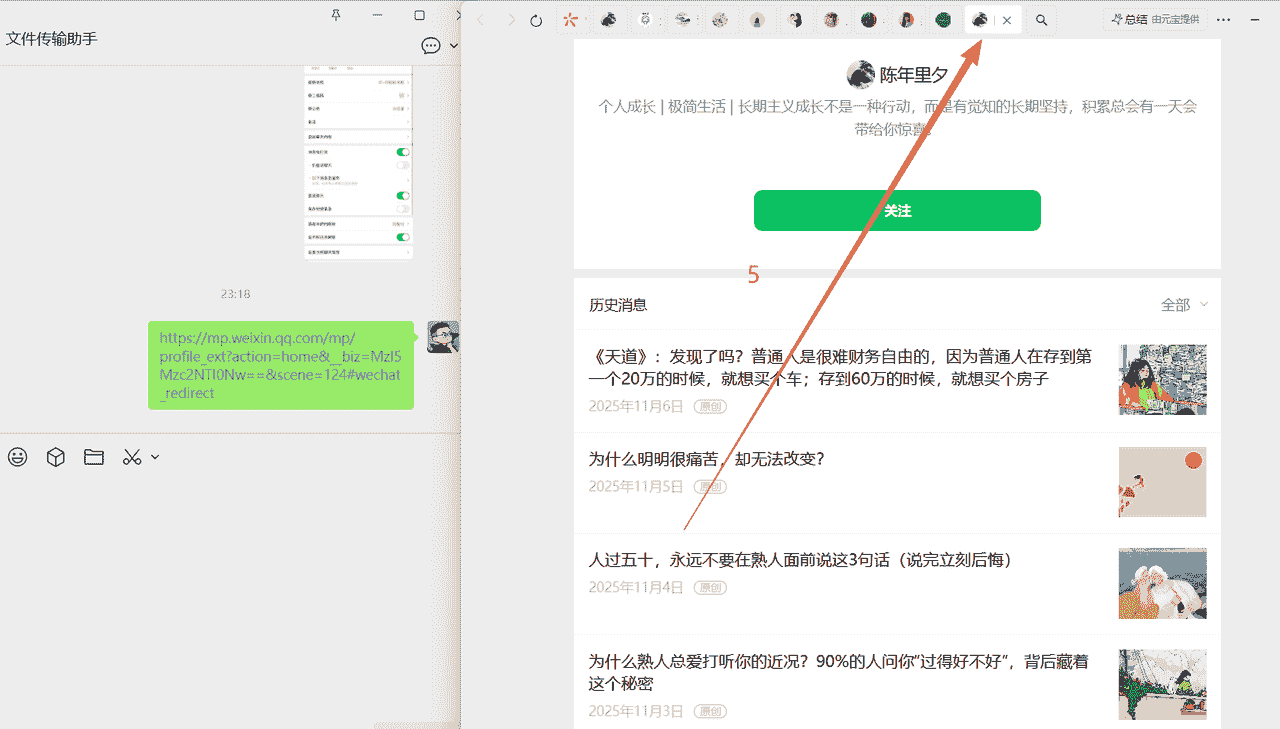 文件传输助手
23:18
https://mp.weixin.qq.com/mp/
profile_ext?action=home&__biz=MzI5
Mzc2NTI0Nw==&scene=124#wechat
_redirect
总结 由元宝提供
陈年里夕
个人成长 | 极简生活 | 长期主义成长不是一种行动，而是有觉知的长期坚持，积累总会有一天会
带给你惊喜。
关注
5
历史消息
全部
《天道》：发现了吗？普通人是很难财务自由的，因为普通人在存到第
一个20万的时候，就想买个车；存到60万的时候，就想买个房子
2025年11月6日 原创
为什么明明很痛苦，却无法改变？
2025年11月5日 原创
人过五十，永远不要在熟人面前说这3句话（说完立刻后悔）
2025年11月4日 原创
为什么熟人总爱打听你的近况？90%的人问你“过得好不好”，背后藏着
这个秘密
2025年11月3日 原创